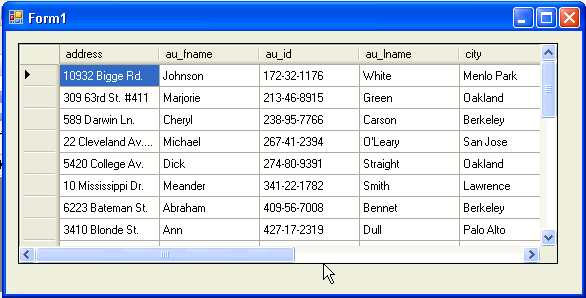 Form1
address au_fname au_id au_lname city
10932 Bigge Rd. Johnson 172-32-1176 White Menlo Park
309 63rd St. #411 Marjorie 213-46-8915 Green Oakland
589 Darwin Ln. Cheryl 238-95-7766 Carson Berkeley
22 Cleveland Av... Michael 267-41-2394 O'Leary San Jose
5420 College Av. Dick 274-80-9391 Straight Oakland
10 Mississippi Dr. Meander 341-22-1782 Smith Lawrence
6223 Bateman St. Abraham 409-56-7008 Bennet Berkeley
3410 Blonde St. Ann 427-17-2319 Dull Palo Alto